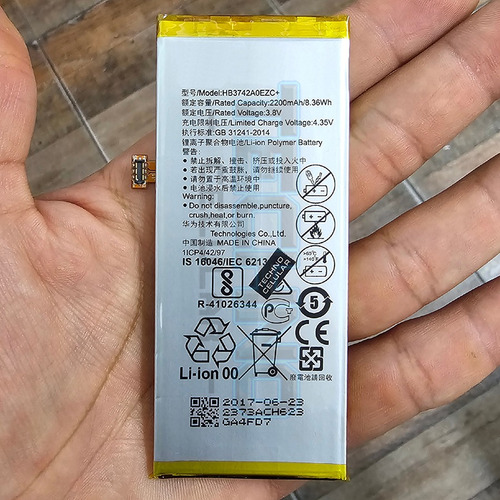 型号/Model:HB3742A0EZC+
额定容量/Rated Capacity:2200mAh/8.36Wh
额定电压/Rated Voltage:3.8V
充电限制电压/Limited Charge Voltage:4.35V
执行标准:GB 31241-2014
锂离子聚合物电池/Li-ion Polymer Battery
警告:
• 禁止拆解、撞击、挤压或投入火中!
• 若出现严重鼓胀,请勿继续使用!
• 请勿置于高温环境中!
• 电池浸水后禁止使用!
Warning:
• Do not disassemble,puncture,
crush,heat,or burn.
华为技术有限公司
Technologies Co.,Ltd.
中国制造/MADE IN CHINA
1ICP4/42/97
IS 16046/IEC 6213
TECHNO
CELULAR
R-41026344
PC
5
CE
Li-ion 00
廢電池請回收
2017-06-23
2373ACH623
GA4FD7